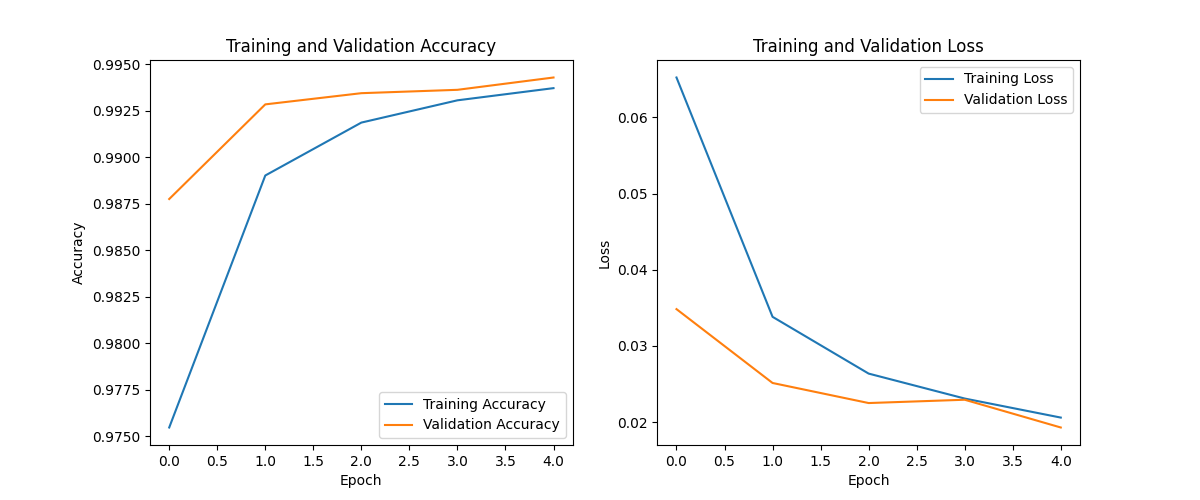 Training and Validation Accuracy
0.9950
0.9925
0.9900
0.9875
0.9850
0.9825
0.9800
0.9775
0.9750
Accuracy
Training Accuracy
Validation Accuracy
0.0 0.5 1.0 1.5 2.0 2.5 3.0 3.5 4.0
Epoch
Training and Validation Loss
Training Loss
Validation Loss
0.06
0.05
0.04
0.03
0.02
Loss
0.0 0.5 1.0 1.5 2.0 2.5 3.0 3.5 4.0
Epoch